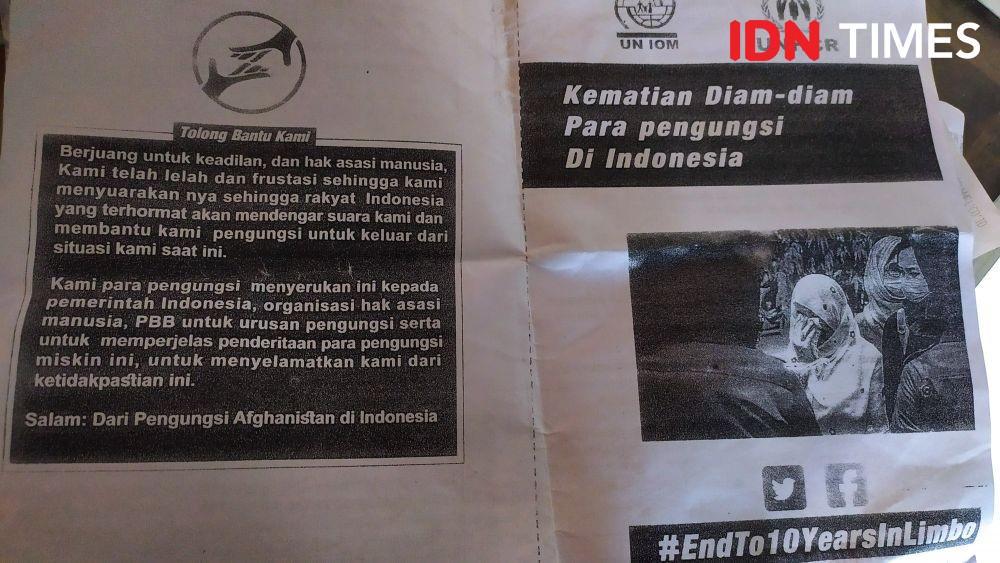 Tolong Bantu Kami
Berjuang untuk keadilan, dan hak asasi manusia,
Kami telah lelah dan frustasi sehingga kami
menyuarakan nya sehingga rakyat Indonesia
yang terhormat akan mendengar suara kami dan
membantu kami pengungsi untuk keluar dari
situasi kami saat ini.
Kami para pengungsi menyerukan ini kepada
pemerintah Indonesia, organisasi hak asasi
manusia, PBB untuk urusan pengungsi serta
untuk memperjelas penderitaan para pengungsi
miskin ini, untuk menyelamatkan kami dari
ketidakpastian ini.
Salam: Dari Pengungsi Afghanistan di Indonesia
UN IOM
IDN TIMES
Kematian Diam-diam
Para pengungsi
Di Indonesia
#EndTo10YearsInLimbo